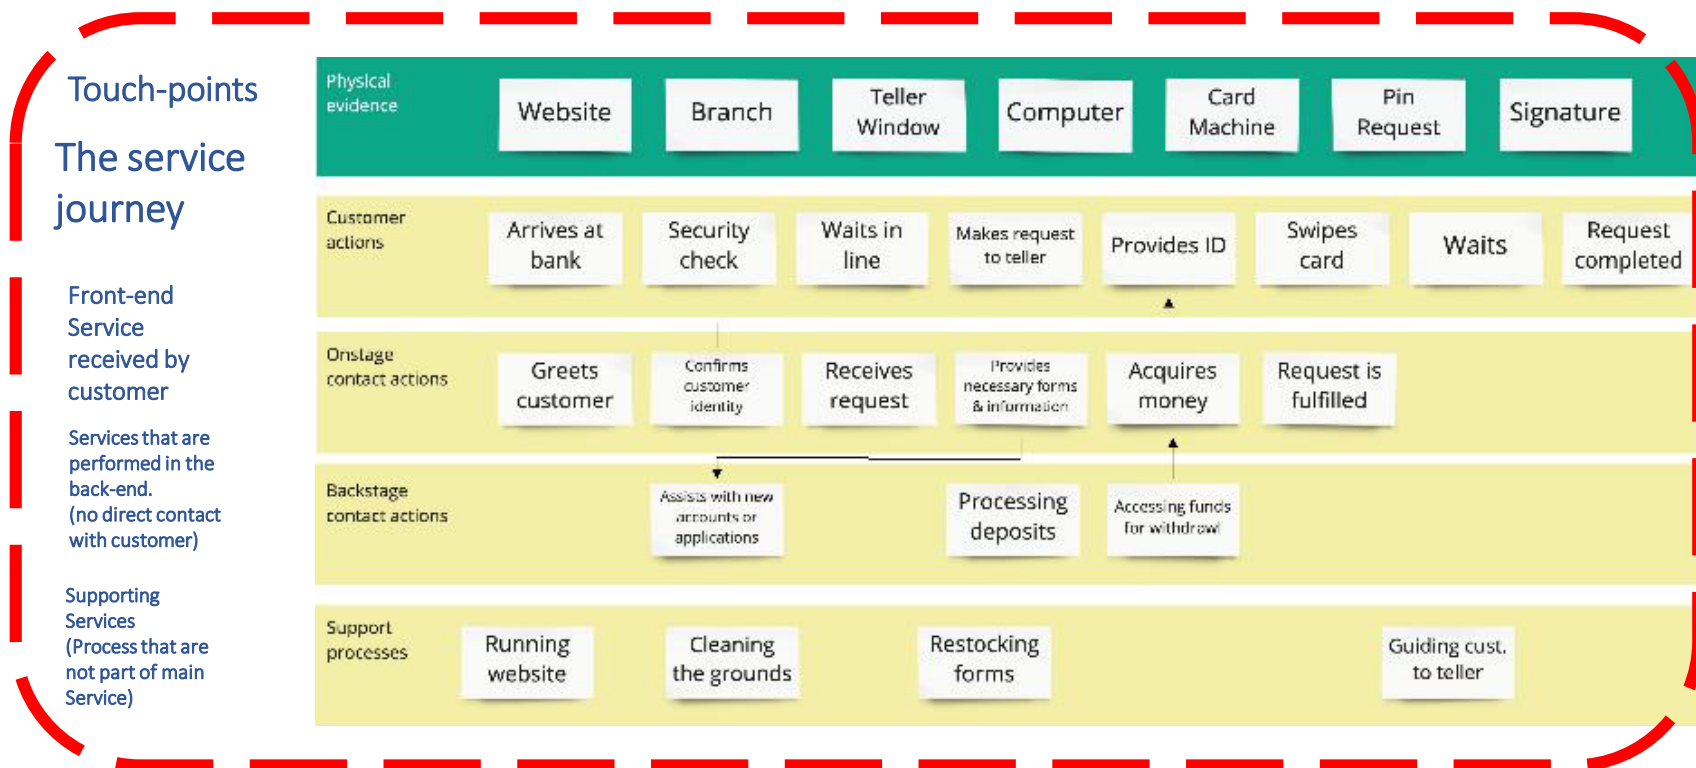 Touch-points
The service
journey
Front-end
Service
received by
customer
Services that are
performed in the
back-end.
(no direct contact
with customer)
Supporting
Services
(Process that are
not part of main
Service)
Physical
evidence
Website
Branch
Teller
Window
Computer
Card
Machine
Pin
Request
Signature
Customer
actions
Arrives at
bank
Security
check
Waits in
line
Makes request
to teller
Provides ID
Swipes
card
Waits
Request
completed
Onstage
contact actions
Greets
customer
Confirms
customer
identity
Receives
request
Provides
necessary forms
& information
Acquires
money
Request is
fulfilled
Backstage
contact actions
Assists with new
accounts or
applications
Processing
deposits
Accessing funds
for withdrawl
Support
processes
Running
website
Cleaning
the grounds
Restocking
forms
Guiding cust.
to teller